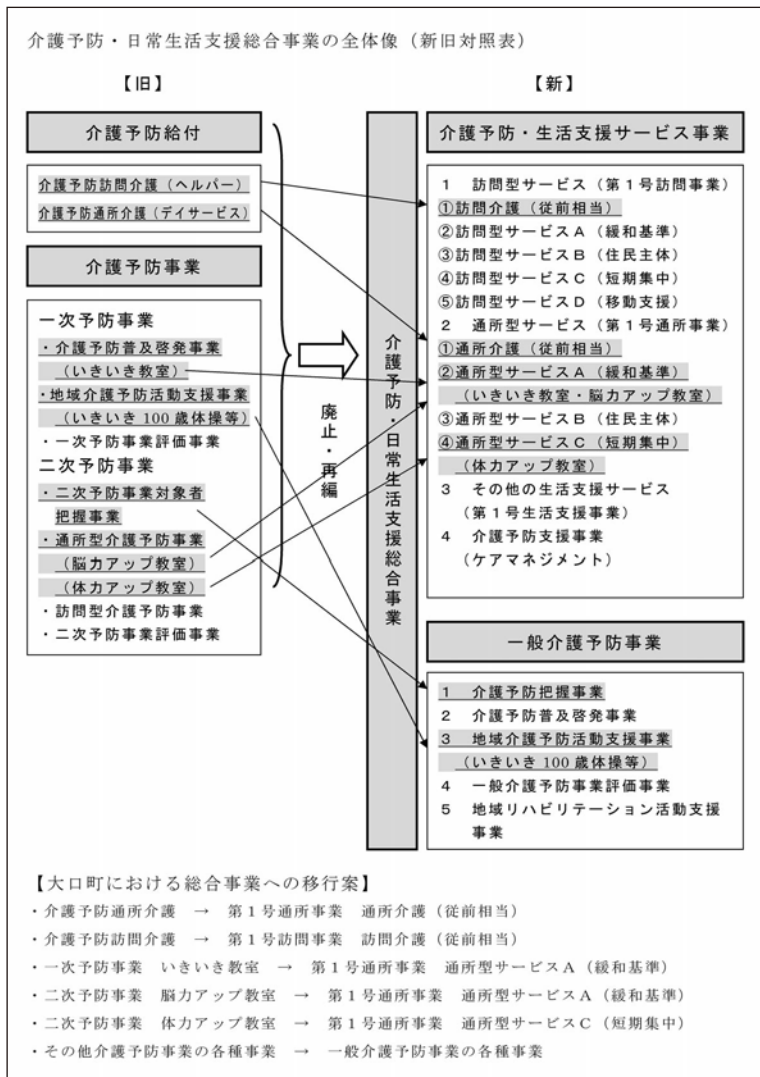 介護予防・日常生活支援総合事業の全体像（新旧対照表）
【旧】
介護予防給付
介護予防訪問介護（ヘルパー）
介護予防通所介護（デイサービス）
介護予防事業
一次予防事業
・介護予防普及啓発事業
（いきいき教室）
・地域介護予防活動支援事業
（いきいき100歳体操等）
・一次予防事業評価事業
二次予防事業
・二次予防事業対象者
把握事業
・通所型介護予防事業
（脳力アップ教室）
（体力アップ教室）
・訪問型介護予防事業
・二次予防事業評価事業
廃止・再編
介護予防・日常生活支援総合事業
【新】
介護予防・生活支援サービス事業
１　訪問型サービス（第１号訪問事業）
①訪問介護（従前相当）
②訪問型サービスＡ（緩和基準）
③訪問型サービスＢ（住民主体）
④訪問型サービスＣ（短期集中）
⑤訪問型サービスＤ（移動支援）
２　通所型サービス（第１号通所事業）
①通所介護（従前相当）
②通所型サービスＡ（緩和基準）
（いきいき教室・脳力アップ教室）
③通所型サービスＢ（住民主体）
④通所型サービスＣ（短期集中）
（体力アップ教室）
３　その他の生活支援サービス
（第１号生活支援事業）
４　介護予防支援事業
（ケアマネジメント）
一般介護予防事業
１　介護予防把握事業
２　介護予防普及啓発事業
３　地域介護予防活動支援事業
（いきいき100歳体操等）
４　一般介護予防事業評価事業
５　地域リハビリテーション活動支援
事業
【大口町における総合事業への移行案】
・介護予防通所介護　→　第１号通所事業　通所介護（従前相当）
・介護予防訪問介護　→　第１号訪問事業　訪問介護（従前相当）
・一次予防事業　いきいき教室　→　第１号通所事業　通所型サービスＡ（緩和基準）
・二次予防事業　脳力アップ教室　→　第１号通所事業　通所型サービスＡ（緩和基準）
・二次予防事業　体力アップ教室　→　第１号通所事業　通所型サービスＣ（短期集中）
・その他介護予防事業の各種事業　→　一般介護予防事業の各種事業